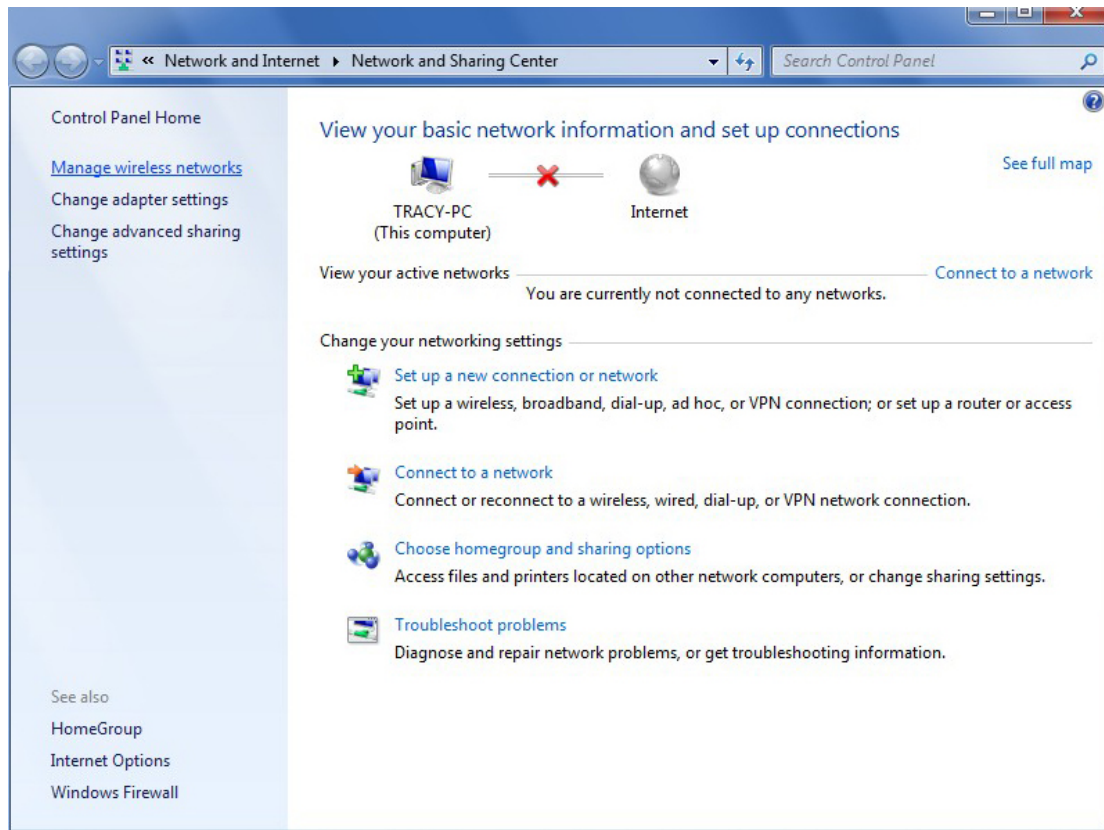 « Network and Internet ▸ Network and Sharing Center
Search Control Panel
Control Panel Home
Manage wireless networks
Change adapter settings
Change advanced sharing
settings
View your basic network information and set up connections
See full map
TRACY-PC
(This computer)
Internet
View your active networks
Connect to a network
You are currently not connected to any networks.
Change your networking settings
Set up a new connection or network
Set up a wireless, broadband, dial-up, ad hoc, or VPN connection; or set up a router or access
point.
Connect to a network
Connect or reconnect to a wireless, wired, dial-up, or VPN network connection.
Choose homegroup and sharing options
Access files and printers located on other network computers, or change sharing settings.
Troubleshoot problems
Diagnose and repair network problems, or get troubleshooting information.
See also
HomeGroup
Internet Options
Windows Firewall